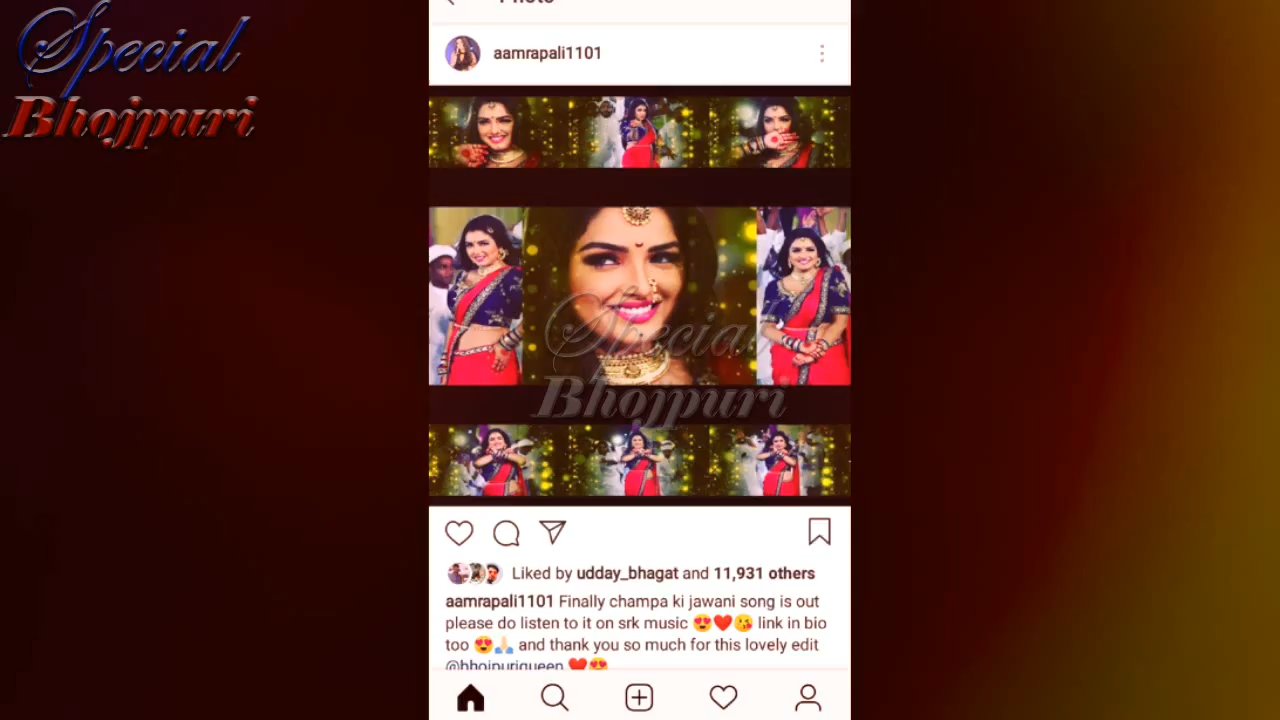 Special
Bhojpuri
Photo
aamrapali1101
Special
Bhojpuri
Liked by udday_bhagat and 11,931 others
aamrapali1101 Finally champa ki jawani song is out
please do listen to it on srk music 😍❤️😘 link in bio
too 😍🙏🏻 and thank you so much for this lovely edit
@bhojpuriqueen ❤️😍